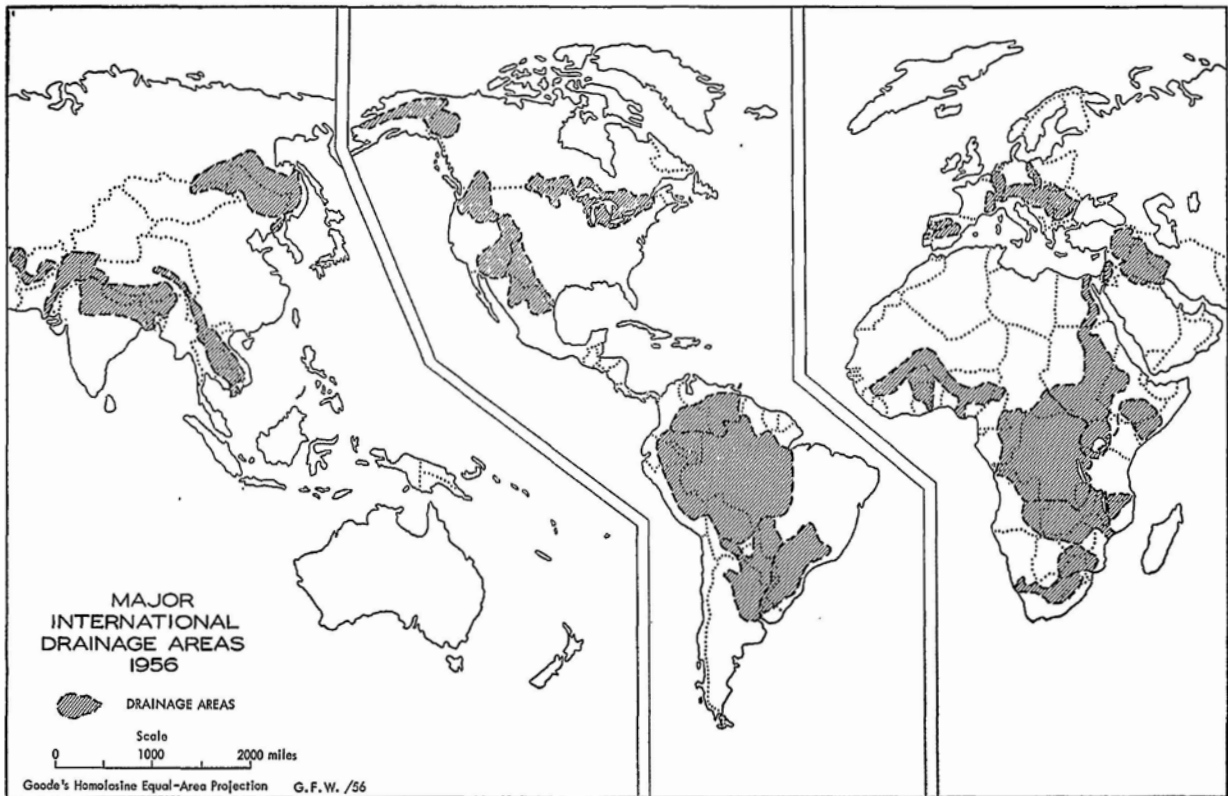 MAJOR
INTERNATIONAL
DRAINAGE AREAS
1956
DRAINAGE AREAS
Scale
0 1000 2000 miles
Goode's Homolosine Equal-Area Projection G.F.W. /56